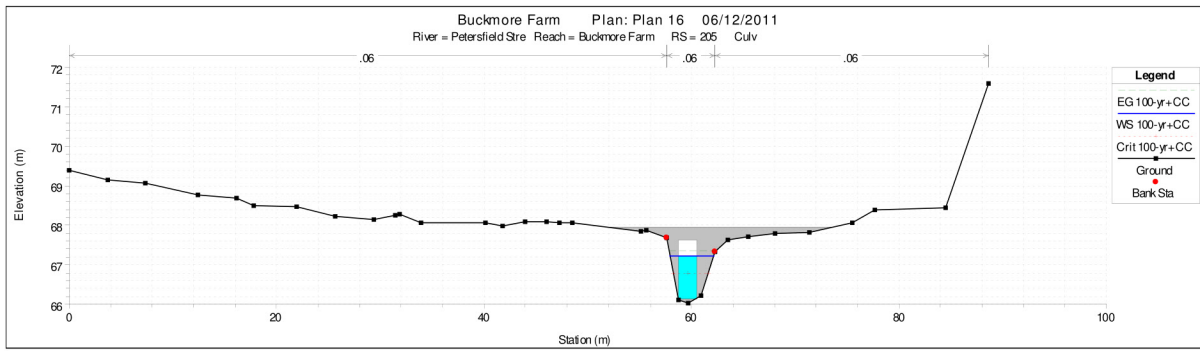 Buckmore Farm Plan: Plan 16 06/12/2011
River = Petersfield Stre Reach = Buckmore Farm RS = 205 Culv
.06 .06 .06
72
71
70
69
68
67
66
Elevation (m)
0 20 40 60 80 100
Station (m)
Legend
EG 100-yr+CC
WS 100-yr+CC
Crit 100-yr+CC
Ground
Bank Sta